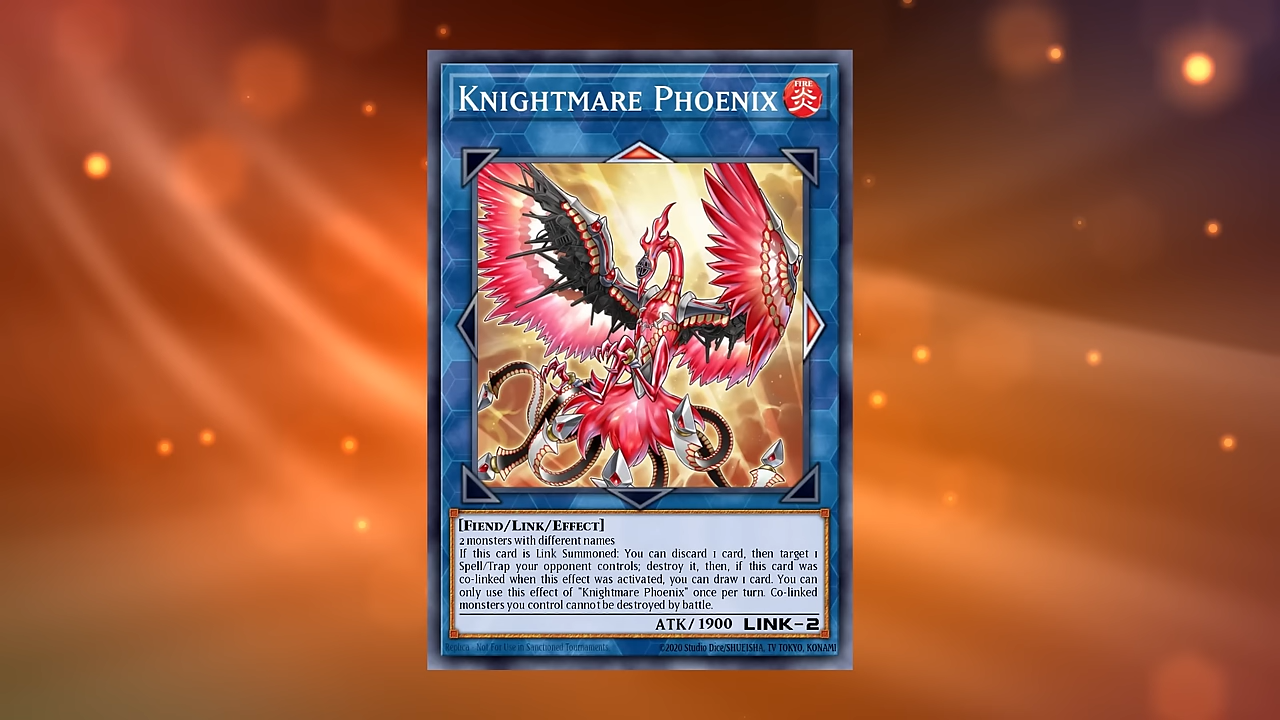 Knightmare Phoenix
FIRE
炎
[Fiend/Link/Effect]
2 monsters with different names
If this card is Link Summoned: You can discard 1 card, then target 1
Spell/Trap your opponent controls; destroy it, then, if this card was
co-linked when this effect was activated, you can draw 1 card. You can
only use this effect of "Knightmare Phoenix" once per turn. Co-linked
monsters you control cannot be destroyed by battle.
ATK/1900 LINK-2
Replica - Not For Use in Sanctioned Tournaments
©2020 Studio Dice/SHUEISHA, TV TOKYO, KONAMI